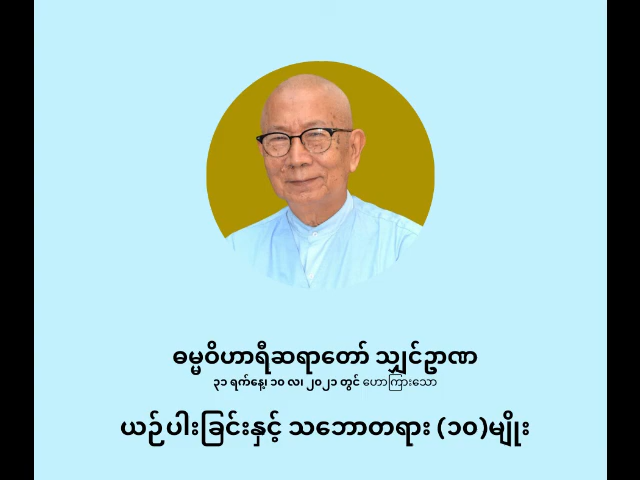 ဓမ္မဝိဟာရီဆရာတော် သျှင်ဉာဏ
၃၁ ရက်နေ့၊ ၁၀ လ၊ ၂၀၂၁ တွင် ဟောကြားသော
ယဉ်ပါးခြင်းနှင့် သဘောတရား (၁၀)မျိုး